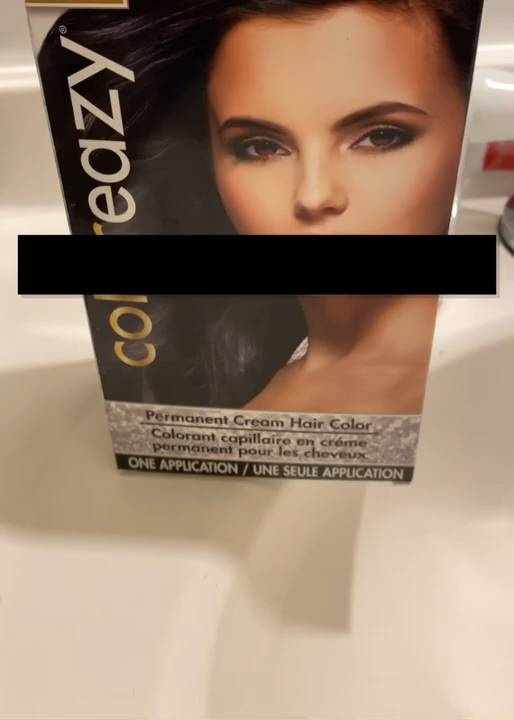 col
eazy®
Permanent Cream Hair Color
Colorant capillaire en crème
permanent pour les cheveux
ONE APPLICATION / UNE SEULE APPLICATION